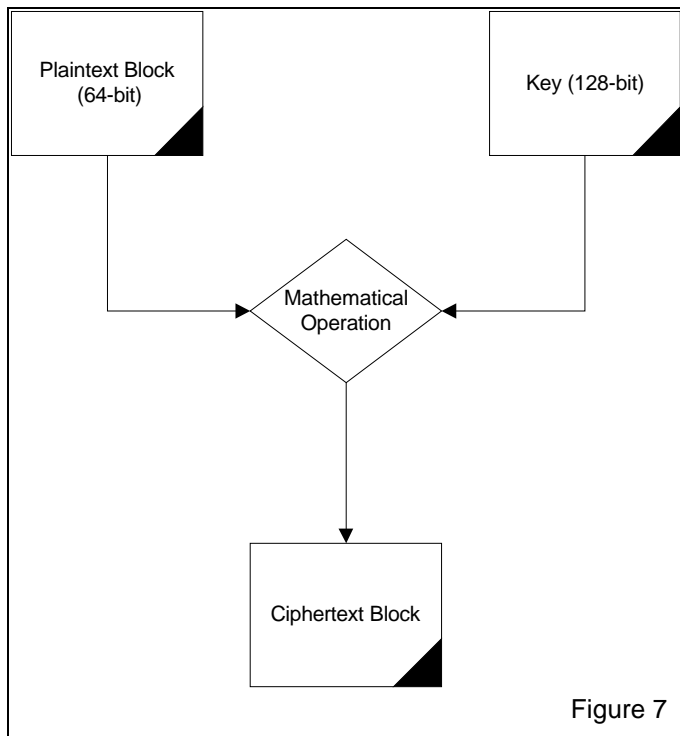 Plaintext Block
(64-bit)
Key (128-bit)
Mathematical
Operation
Ciphertext Block
Figure 7